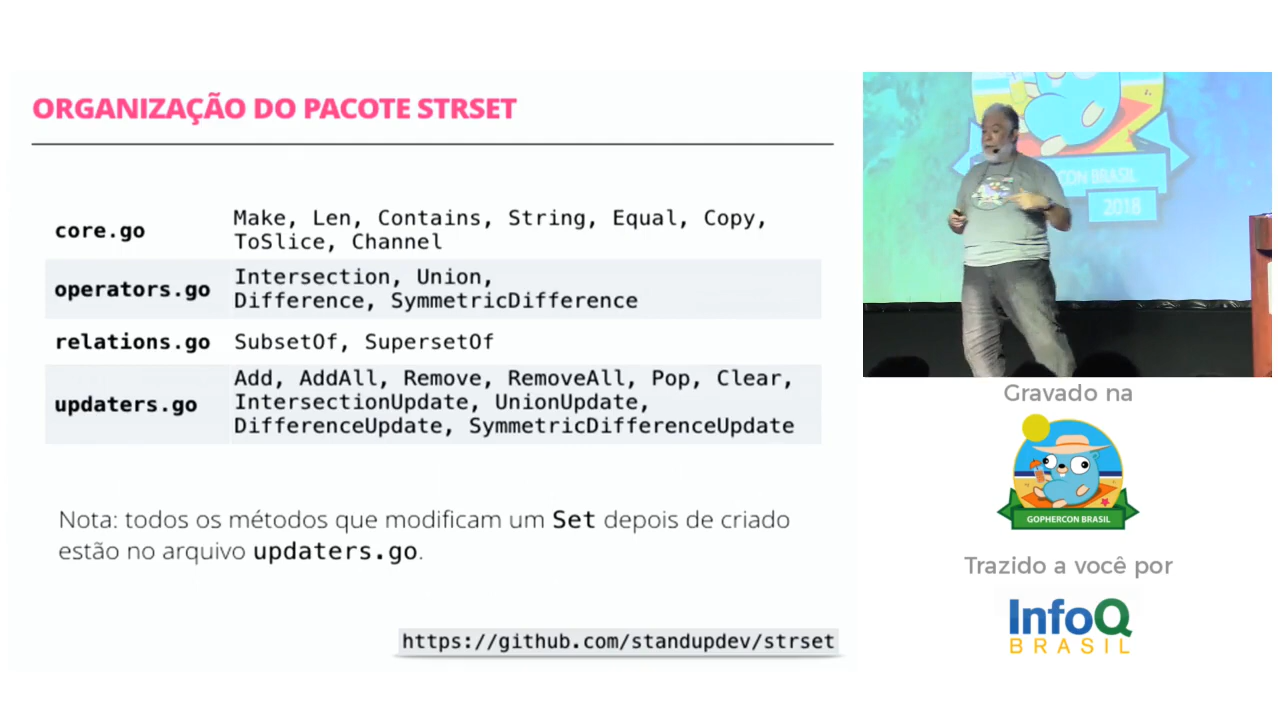 ORGANIZAÇÃO DO PACOTE STRSET
core.go
Make, Len, Contains, String, Equal, Copy,
ToSlice, Channel
operators.go
Intersection, Union,
Difference, SymmetricDifference
relations.go
SubsetOf, SupersetOf
updaters.go
Add, AddAll, Remove, RemoveAll, Pop, Clear,
IntersectionUpdate, UnionUpdate,
DifferenceUpdate, SymmetricDifferenceUpdate
Nota: todos os métodos que modificam um Set depois de criado
estão no arquivo updaters.go.
https://github.com/standupdev/strset
CON BRASIL
2018
Gravado na
GOPHERCON BRASIL
Trazido a você por
InfoQ
BRASIL